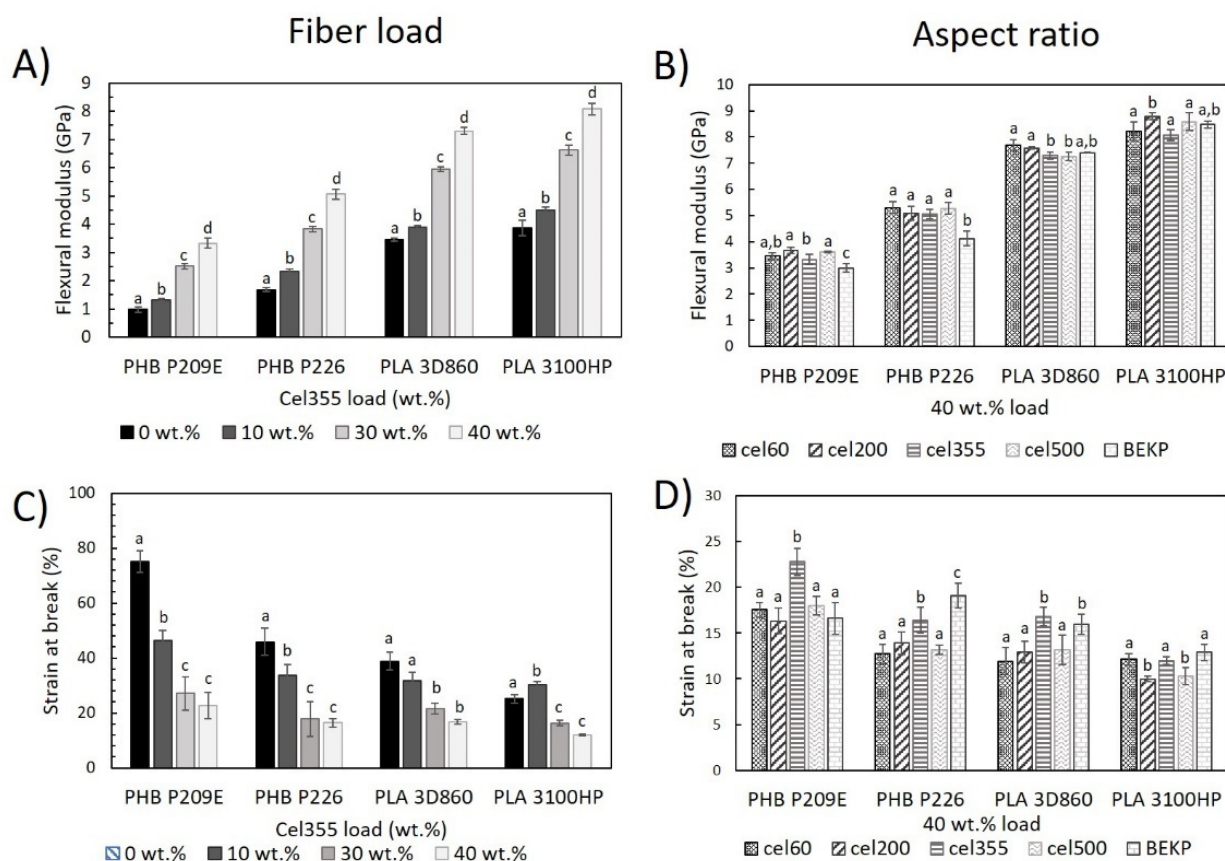 Fiber load
Aspect ratio
A)
Flexural modulus (GPa)
9
8
7
6
5
4
3
2
1
0
a b c d
a b c d
a b c d
a b c d
PHB P209E PHB P226 PLA 3D860 PLA 3100HP
Cel355 load (wt.%)
0 wt.% 10 wt.% 30 wt.% 40 wt.%
B)
Flexural modulus (GPa)
10
9
8
7
6
5
4
3
2
1
0
a,b a b a c
a a a a b
a a b b a,b
a b a a a,b
PHB P209E PHB P226 PLA 3D860 PLA 3100HP
40 wt.% load
cel60 cel200 cel355 cel500 BEKP
C)
Strain at break (%)
100
80
60
40
20
0
a b c c
a b c c
a a b b
a b c c
PHB P209E PHB P226 PLA 3D860 PLA 3100HP
Cel355 load (wt.%)
0 wt.% 10 wt.% 30 wt.% 40 wt.%
D)
Strain at break (%)
30
25
20
15
10
5
0
a a b a a
a a b a c
a a b a b
a b a b a
PHB P209E PHB P226 PLA 3D860 PLA 3100HP
40 wt.% load
cel60 cel200 cel355 cel500 BEKP